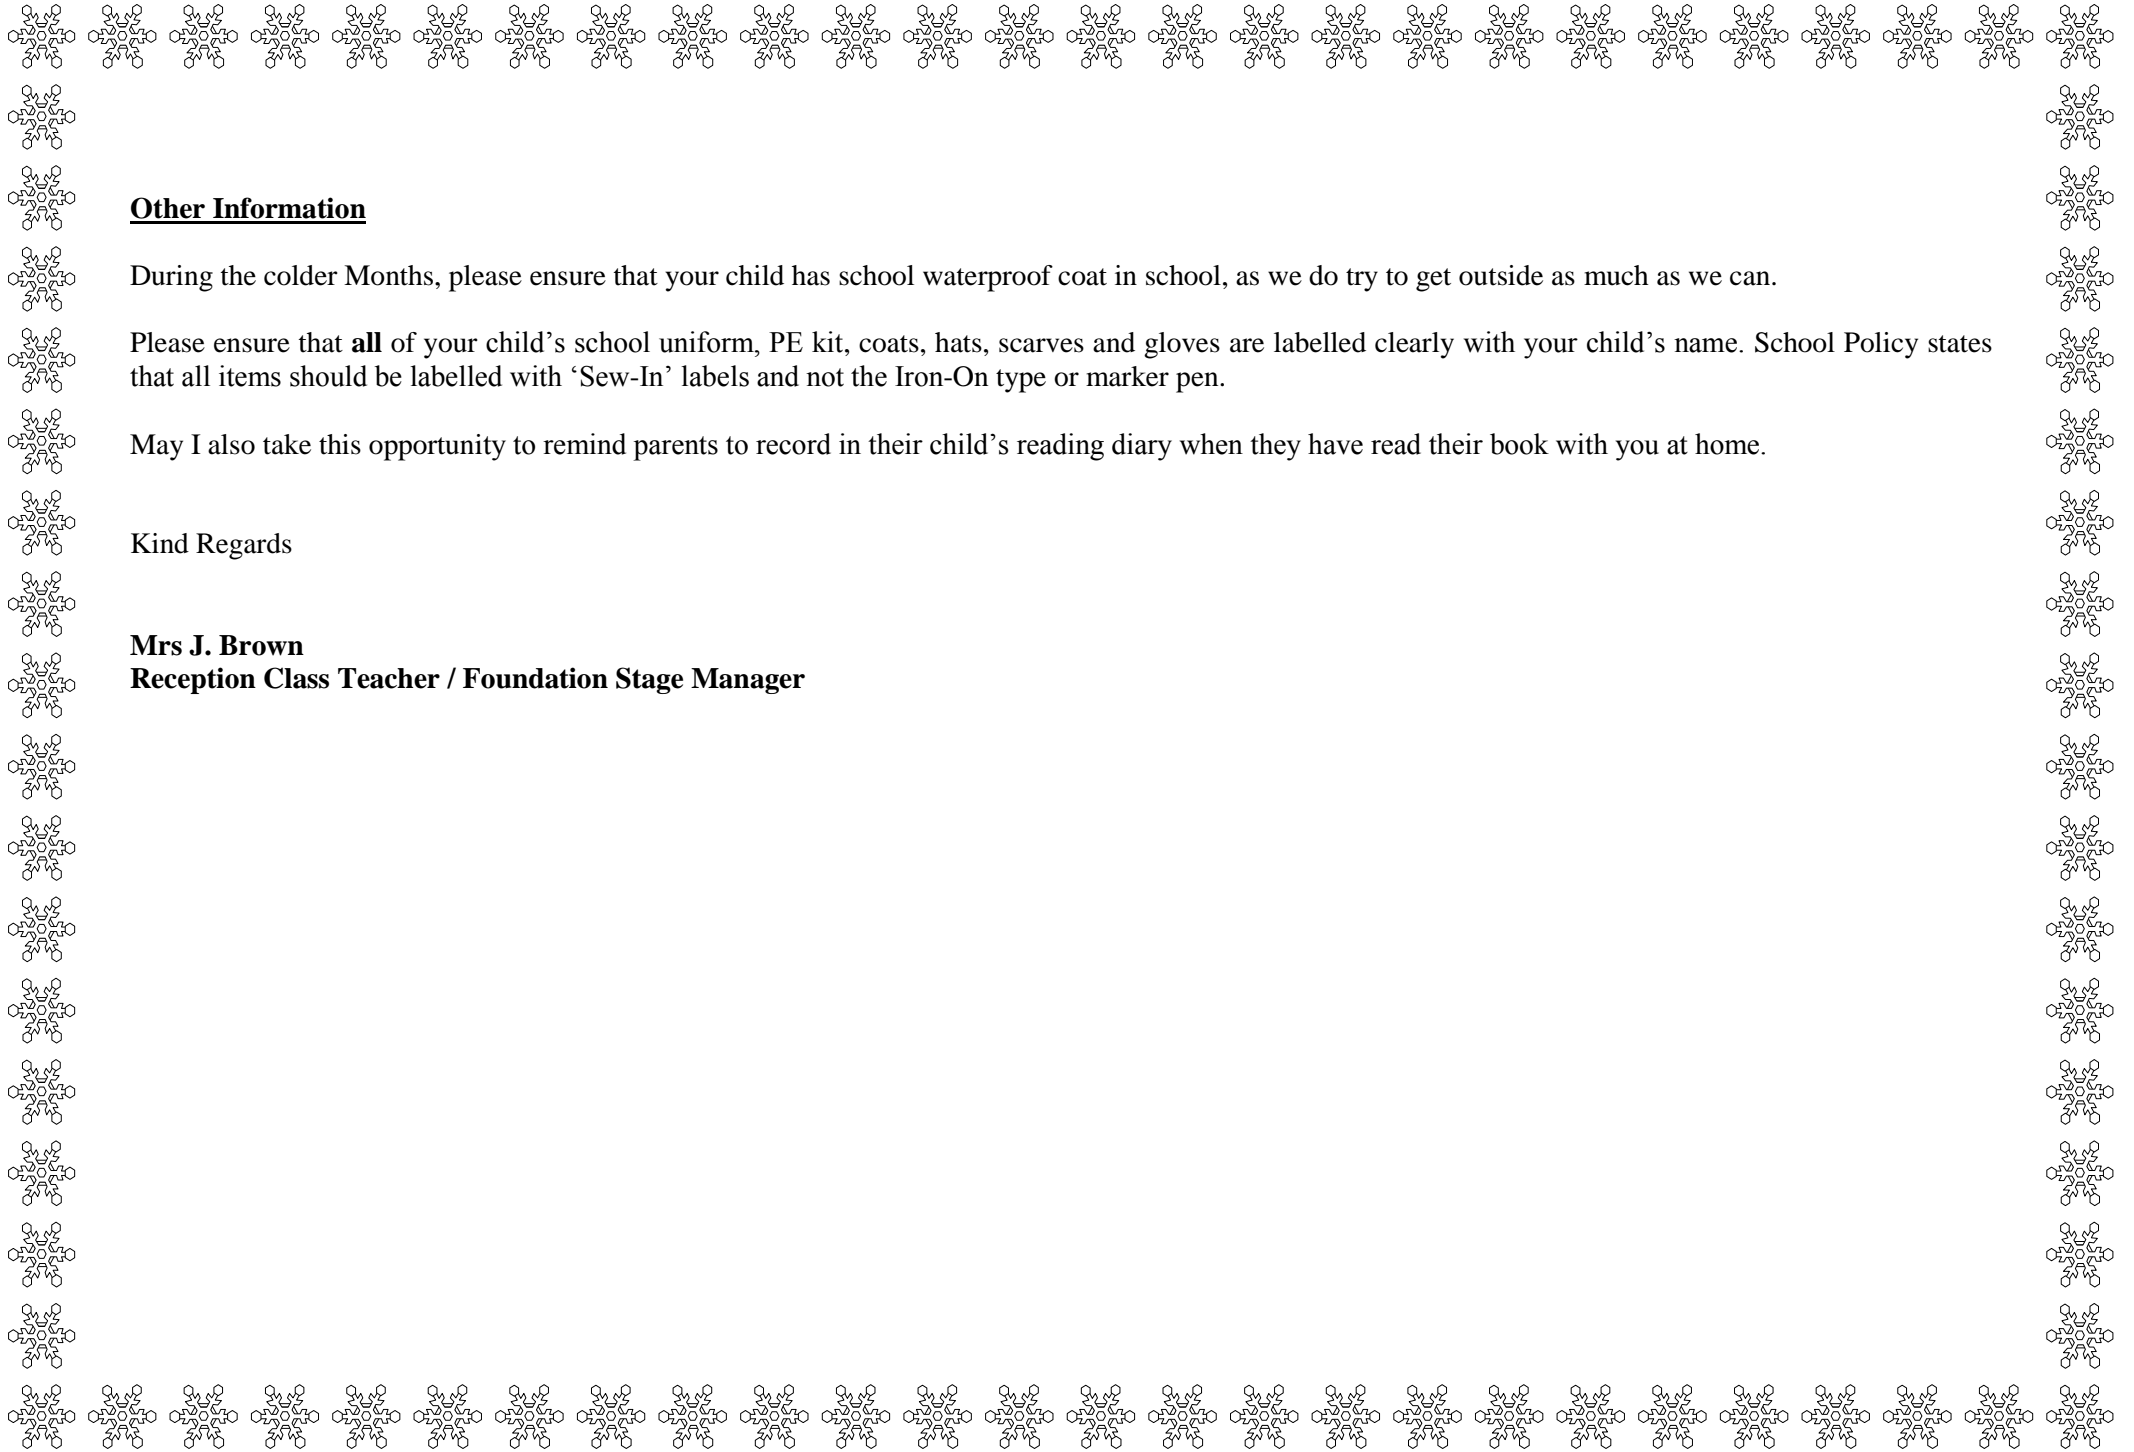 Other Information
During the colder Months, please ensure that your child has school waterproof coat in school, as we do try to get outside as much as we can.
Please ensure that all of your child’s school uniform, PE kit, coats, hats, scarves and gloves are labelled clearly with your child’s name. School Policy states
that all items should be labelled with ‘Sew-In’ labels and not the Iron-On type or marker pen.
May I also take this opportunity to remind parents to record in their child’s reading diary when they have read their book with you at home.
Kind Regards
Mrs J. Brown
Reception Class Teacher / Foundation Stage Manager